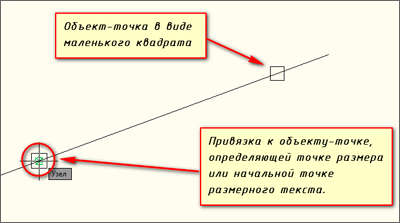 Объект-точка в виде
маленького квадрата
Узел
Привязка к объекту-точке,
определяющей точке размера
или начальной точке
размерного текста.